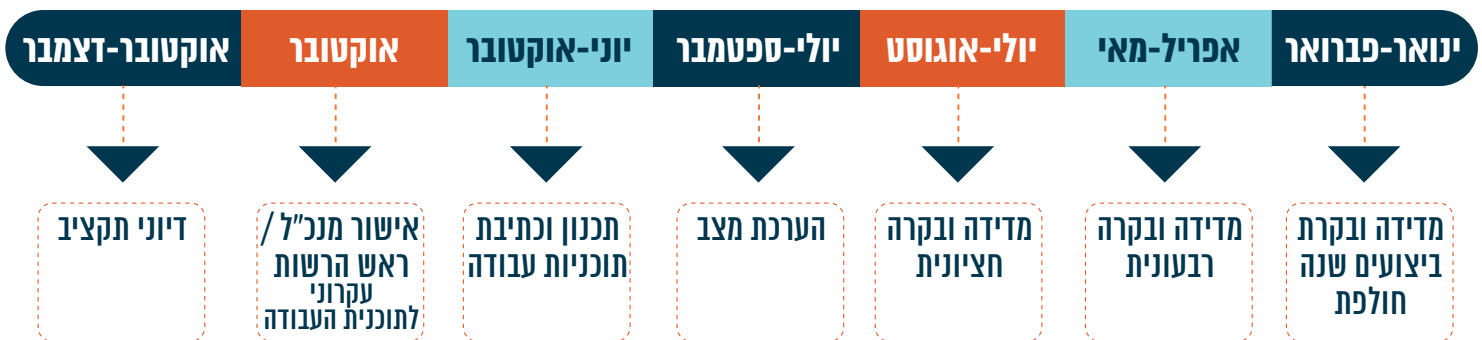 ינואר-פברואר
אפריל-מאי
יולי-אוגוסט
יולי-ספטמבר
יוני-אוקטובר
אוקטובר
אוקטובר-דצמבר
מדידה ובקרת
ביצועים שנה
חולפת
מדידה ובקרה
רבעונית
מדידה ובקרה
חציונית
הערכת מצב
תכנון וכתיבת
תוכניות עבודה
אישור מנכ"ל /
ראש הרשות
עקרוני
לתוכנית העבודה
דיוני תקציב